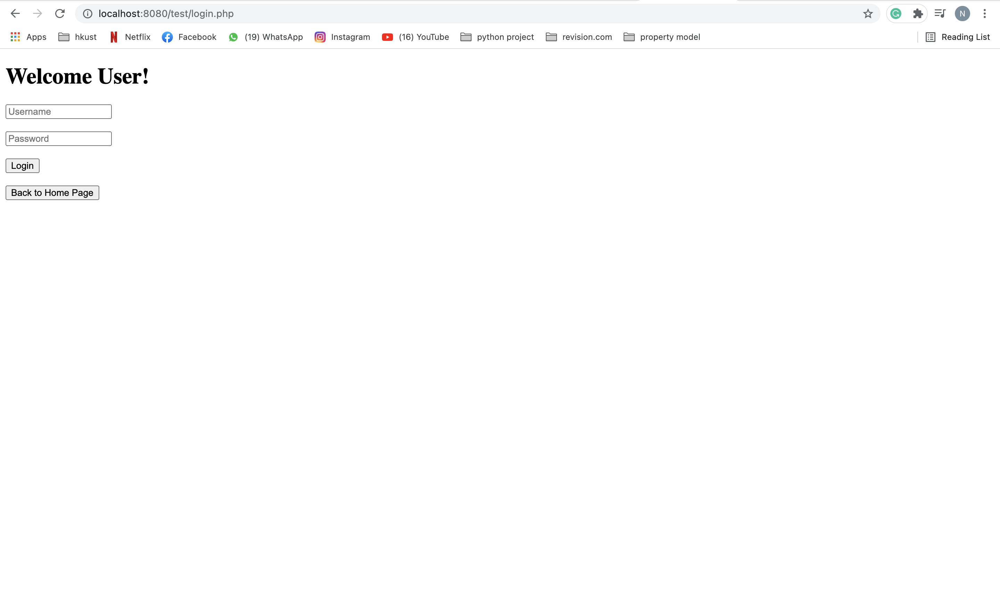 localhost:8080/test/login.php
N
Apps hkust Netflix Facebook (19) WhatsApp Instagram (16) YouTube python project revision.com property model Reading List
Welcome User!
Username
Password
Login
Back to Home Page